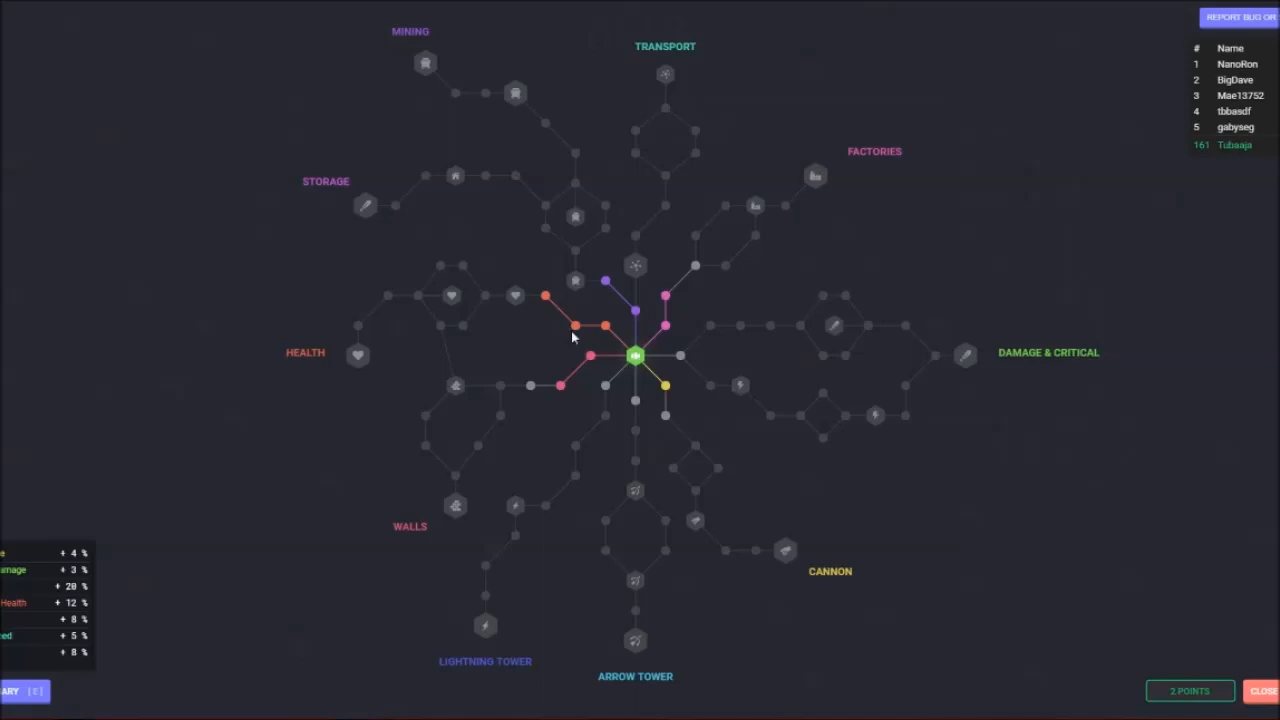 MINING
TRANSPORT
REPORT BUG OR
# Name
1 NanoRon
2 BigDave
3 Mae13752
4 tbbasdf
5 gabyseg
161 Tubaaja
FACTORIES
STORAGE
HEALTH
DAMAGE & CRITICAL
WALLS
CANNON
LIGHTNING TOWER
ARROW TOWER
e + 4 %
mage + 3 %
+ 20 %
Health + 12 %
+ 8 %
ed + 5 %
+ 8 %
ARY [E]
2 POINTS
CLOSE